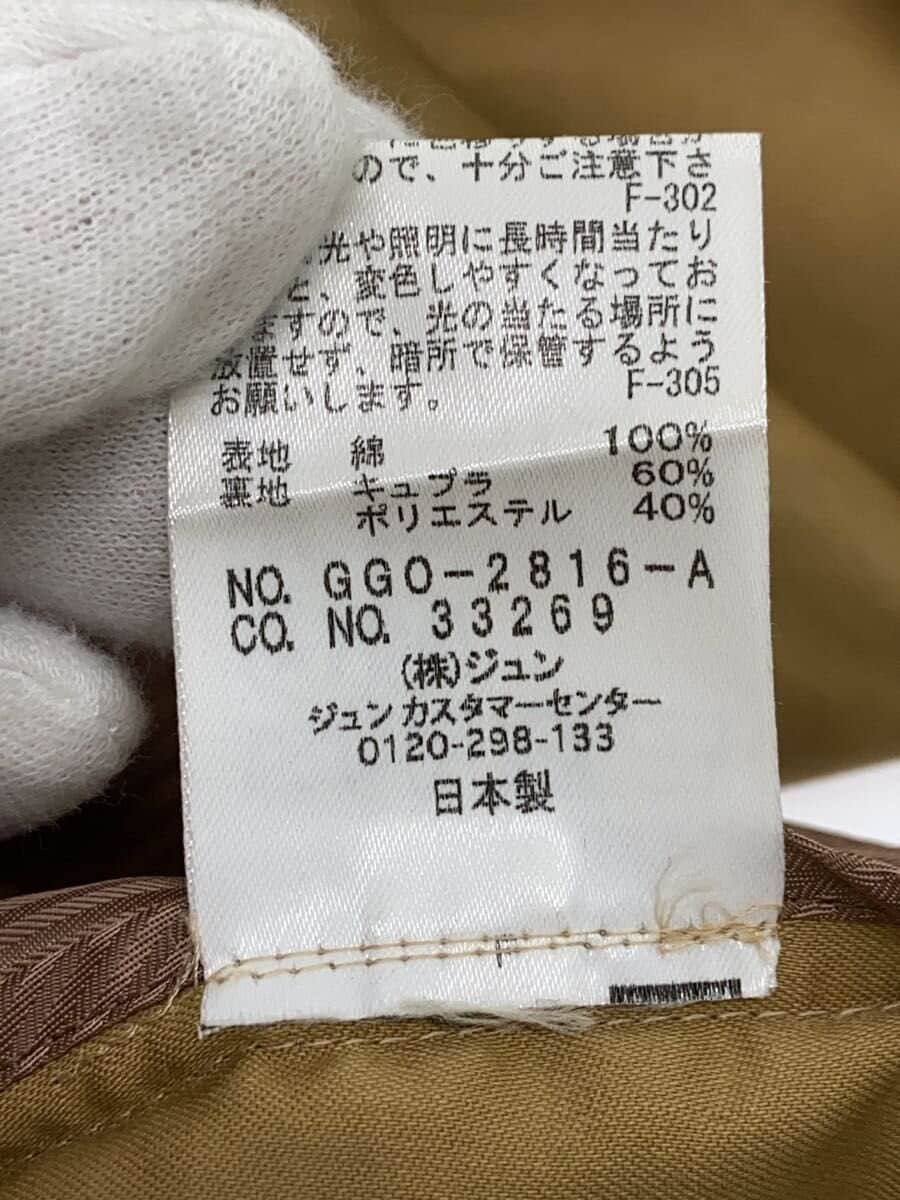 ので、十分ご注意下さ
F-302
光や照明に長時間当たり
と、変色しやすくなってお
ますので、光の当たる場所に
放置せず、暗所で保管するよう
お願いします。 F-305
表地 綿 100%
裏地 キュプラ 60%
ポリエステル 40%
NO. GGO-2816-A
CO. NO. 33269
(株)ジュン
ジュンカスタマーセンター
0120-298-133
日本製